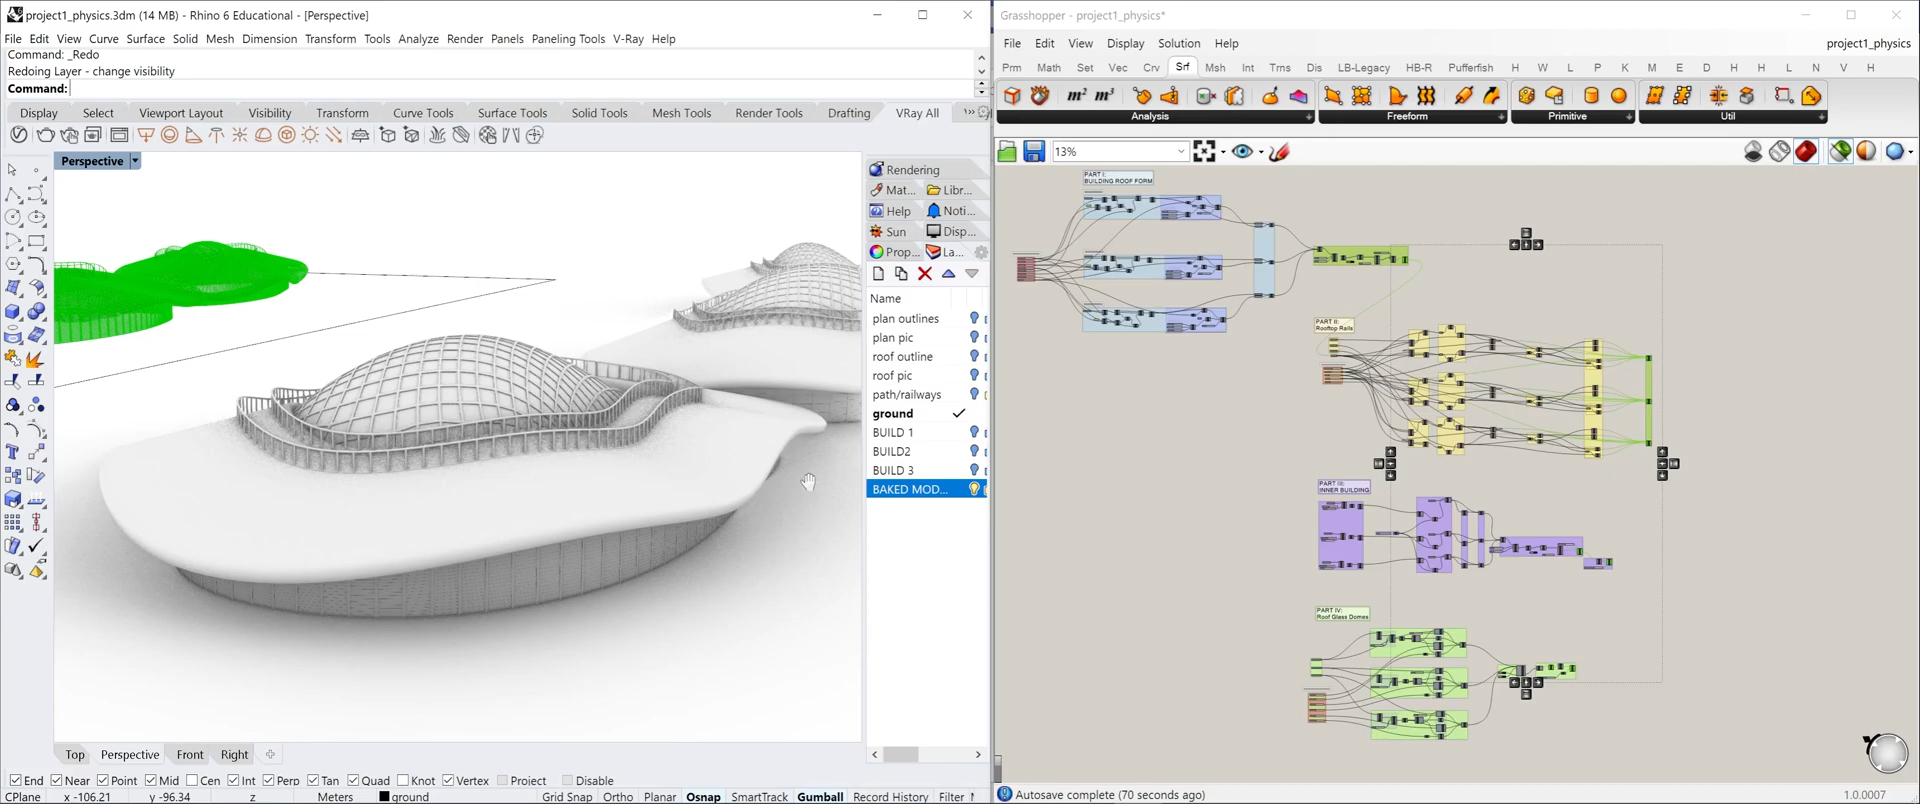 project1_physics.3dm (14 MB) - Rhino 6 Educational - [Perspective]
File Edit View Curve Surface Solid Mesh Dimension Transform Tools Analyze Render Panels Paneling Tools V-Ray Help
Command: _Redo
Redoing Layer - change visibility
Command:
Display Select Viewport Layout Visibility Transform Curve Tools Surface Tools Solid Tools Mesh Tools Render Tools Drafting VRay All
Perspective
Rendering
Mat... Libr...
Help Noti...
Sun Disp...
Prop... La...
Name
plan outlines
plan pic
roof outline
roof pic
path/railways
ground
BUILD 1
BUILD2
BUILD 3
BAKED MOD...
Top Perspective Front Right
End Near Point Mid Cen Int Perp Tan Quad Knot Vertex Project Disable
CPlane x -106.21 y -96.34 z Meters ground Grid Snap Ortho Planar Osnap SmartTrack Gumball Record History Filter
Grasshopper - project1_physics*
File Edit View Display Solution Help project1_physics
Prm Math Set Vec Crv Srf Msh Int Trns Dis LB-Legacy HB-R Pufferfish H W L P K M E D H H L N V H
m² m³
Analysis Freeform Primitive Util
13%
PART I:
BUILDING ROOF FORM
PART II:
Rooftop Rails
PART III:
INNER BUILDING
PART IV:
Roof Glass Domes
Autosave complete (70 seconds ago) 1.0.0007